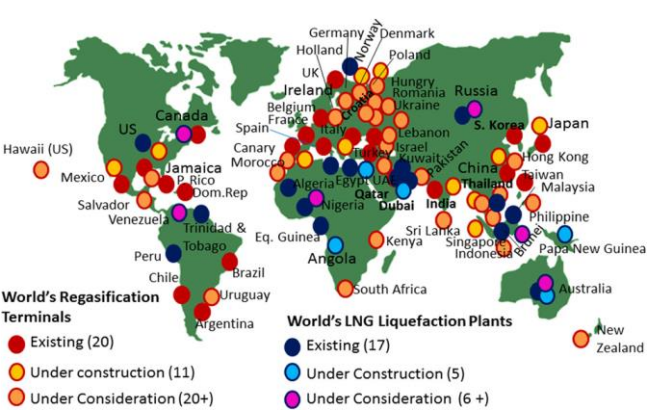 Germany
Norway
Denmark
Holland
Poland
UK
Ireland
Hungry
Romania
Croatia
Ukraine
Belgium
France
Russia
Canada
US
Spain
Italy
Lebanon
S. Korea
Japan
Canary
Turkey
Israel
Hawaii (US)
Morocco
Kuwait
Pakistan
China
Hong Kong
Mexico
Jamaica
P.Rico
Dom.Rep
Algeria
Egypt
UAE
Qatar
Dubai
India
Thailand
Taiwan
Malaysia
Salvador
Venezuela
Nigeria
Trinidad &
Tobago
Eq. Guinea
Sri Lanka
Singapore
Indonesia
Brunei
Philippine
Papa New Guinea
Peru
Angola
Kenya
Chile
Brazil
Uruguay
South Africa
Australia
Argentina
New
Zealand
World's Regasification
Terminals
Existing (20)
Under construction (11)
Under Consideration (20+)
World's LNG Liquefaction Plants
Existing (17)
Under Construction (5)
Under Consideration (6 +)